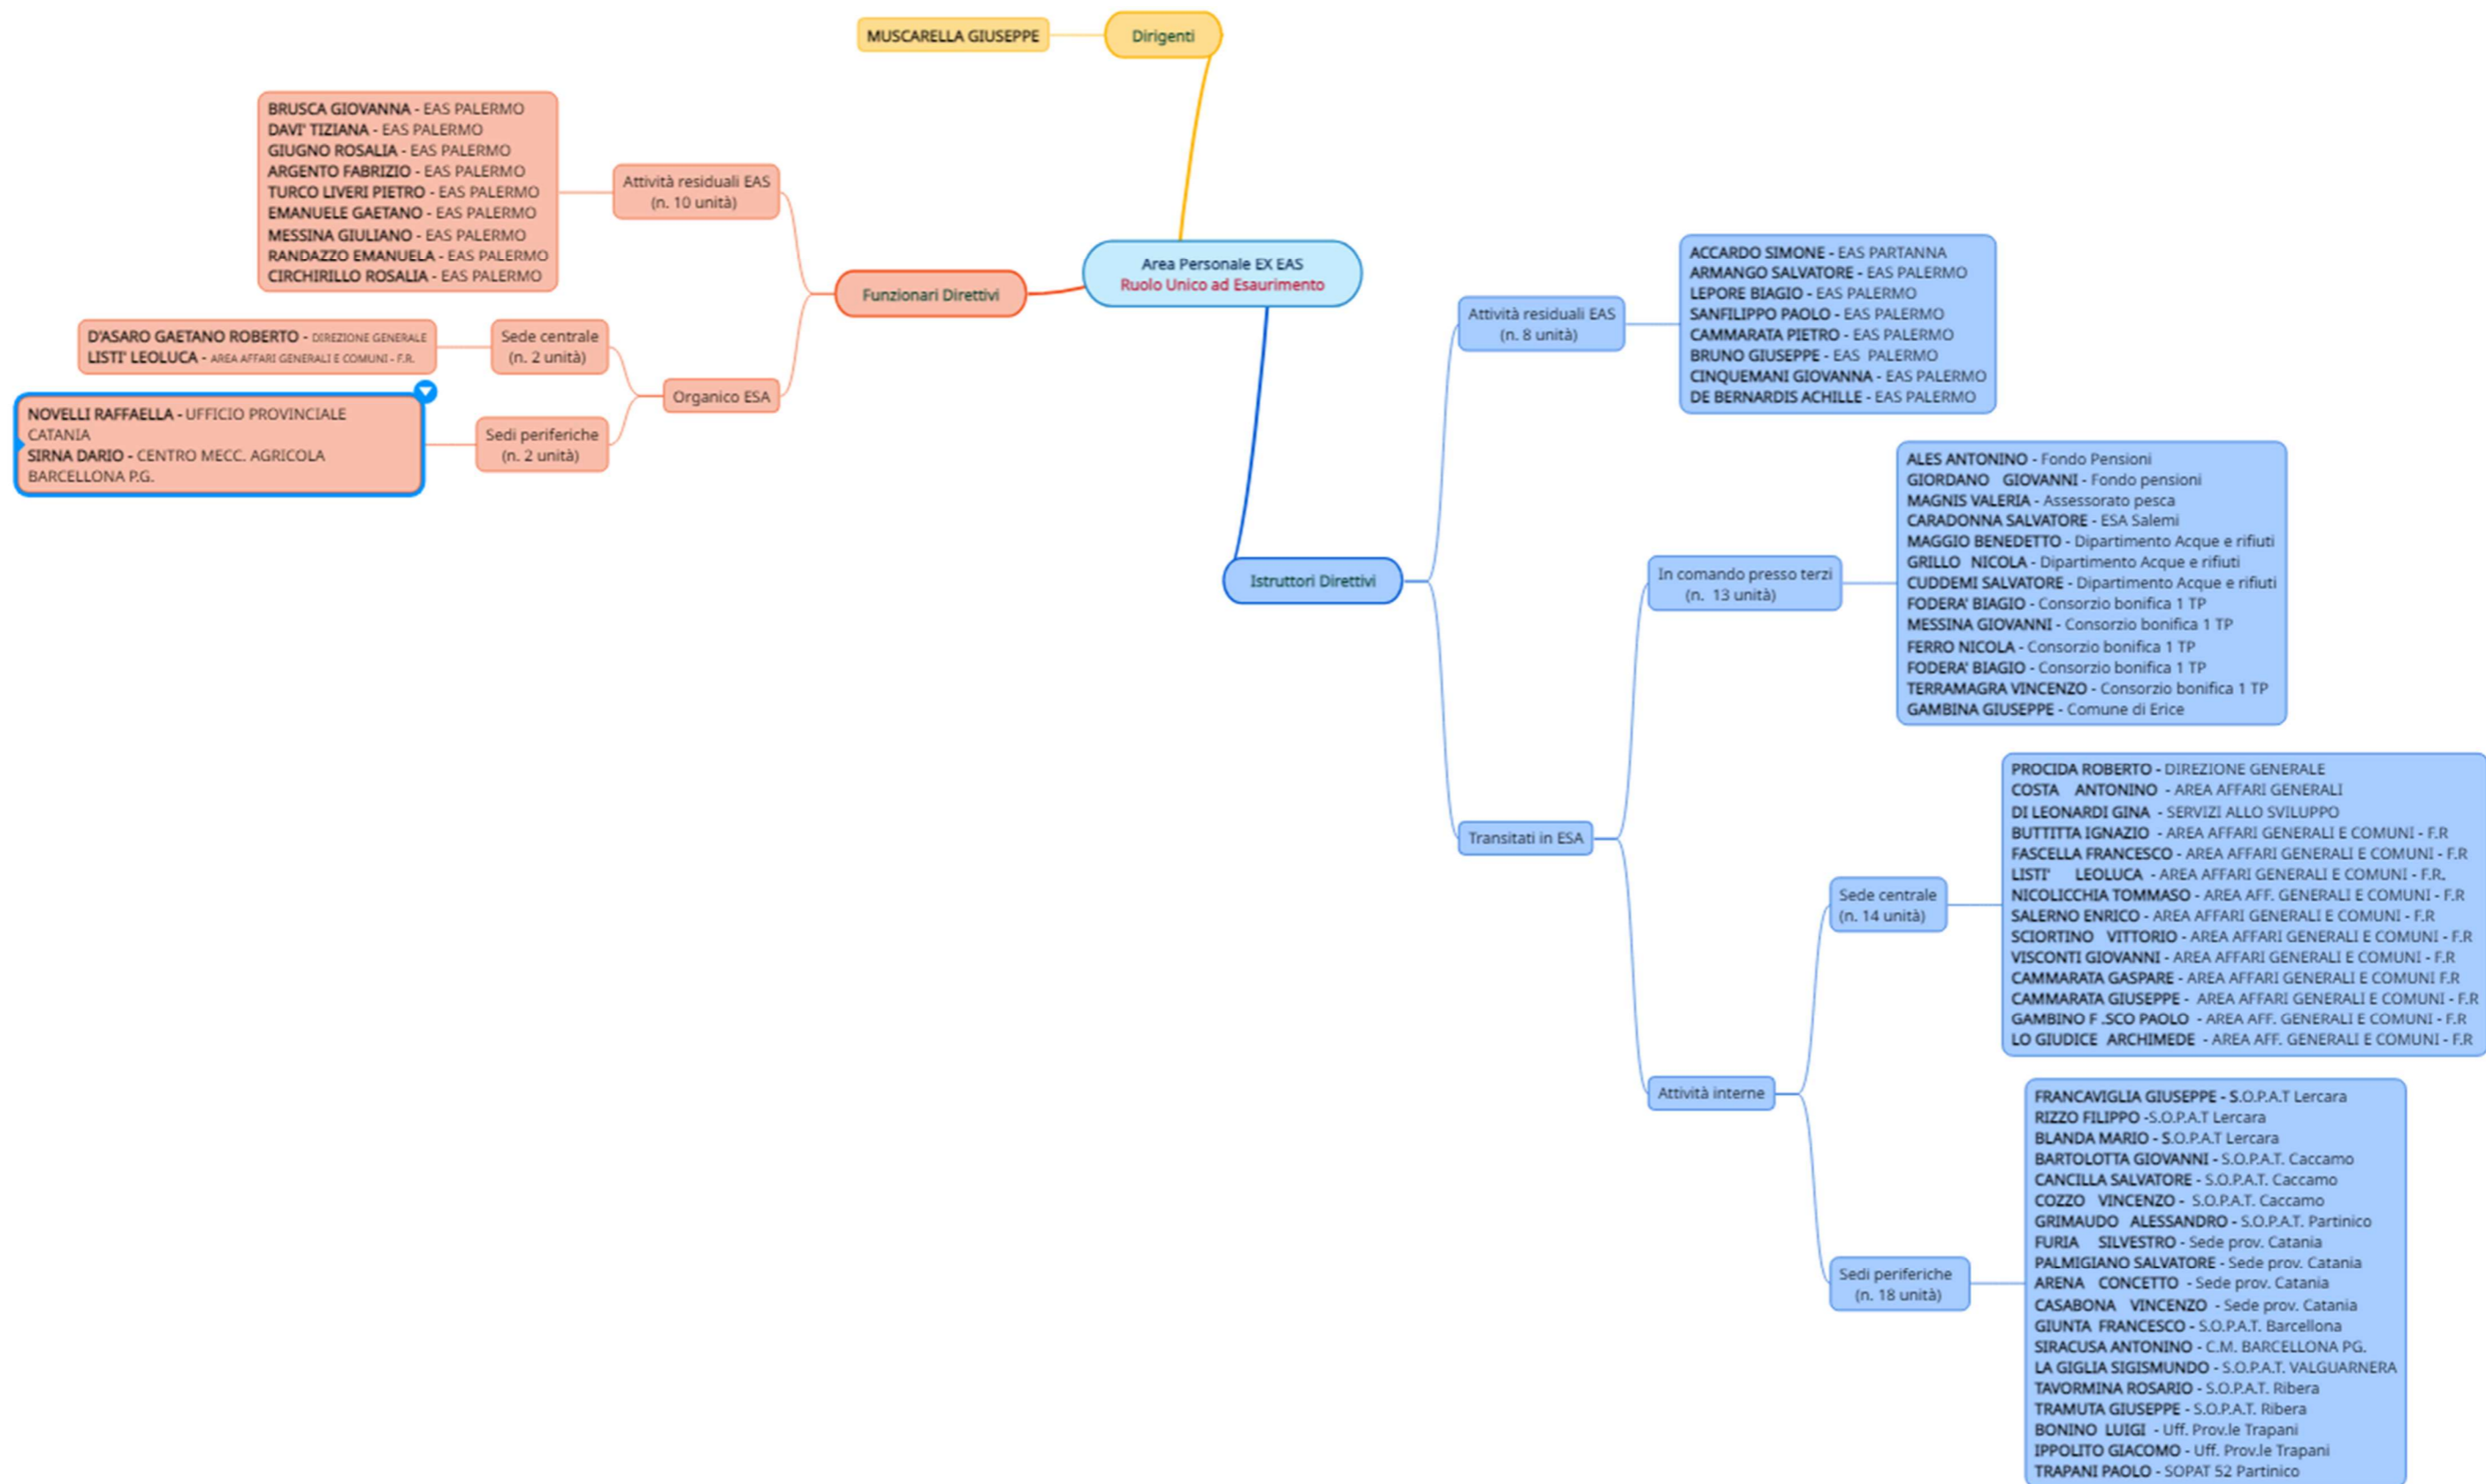 MUSCARELLA GIUSEPPE
Dirigenti
Area Personale EX EAS
Ruolo Unico ad Esaurimento
Funzionari Direttivi
Attività residuali EAS
(n. 10 unità)
BRUSCA GIOVANNA - EAS PALERMO
DAVI' TIZIANA - EAS PALERMO
GIUGNO ROSALIA - EAS PALERMO
ARGENTO FABRIZIO - EAS PALERMO
TURCO LIVERI PIETRO - EAS PALERMO
EMANUELE GAETANO - EAS PALERMO
MESSINA GIULIANO - EAS PALERMO
RANDAZZO EMANUELA - EAS PALERMO
CIRCHIRILLO ROSALIA - EAS PALERMO
Organico ESA
Sede centrale
(n. 2 unità)
D'ASARO GAETANO ROBERTO - DIREZIONE GENERALE
LISTI' LEOLUCA - AREA AFFARI GENERALI E COMUNI - F.R.
Sedi periferiche
(n. 2 unità)
NOVELLI RAFFAELLA - UFFICIO PROVINCIALE
CATANIA
SIRNA DARIO - CENTRO MECC. AGRICOLA
BARCELLONA P.G.
Istruttori Direttivi
Attività residuali EAS
(n. 8 unità)
ACCARDO SIMONE - EAS PARTANNA
ARMANGO SALVATORE - EAS PALERMO
LEPORE BIAGIO - EAS PALERMO
SANFILIPPO PAOLO - EAS PALERMO
CAMMARATA PIETRO - EAS PALERMO
BRUNO GIUSEPPE - EAS PALERMO
CINQUEMANI GIOVANNA - EAS PALERMO
DE BERNARDIS ACHILLE - EAS PALERMO
Transitati in ESA
In comando presso terzi
(n. 13 unità)
ALES ANTONINO - Fondo Pensioni
GIORDANO GIOVANNI - Fondo pensioni
MAGNIS VALERIA - Assessorato pesca
CARADONNA SALVATORE - ESA Salemi
MAGGIO BENEDETTO - Dipartimento Acque e rifiuti
GRILLO NICOLA - Dipartimento Acque e rifiuti
CUDDEMI SALVATORE - Dipartimento Acque e rifiuti
FODERA' BIAGIO - Consorzio bonifica 1 TP
MESSINA GIOVANNI - Consorzio bonifica 1 TP
FERRO NICOLA - Consorzio bonifica 1 TP
FODERA' BIAGIO - Consorzio bonifica 1 TP
TERRAMAGRA VINCENZO - Consorzio bonifica 1 TP
GAMBINA GIUSEPPE - Comune di Erice
Attività interne
Sede centrale
(n. 14 unità)
PROCIDA ROBERTO - DIREZIONE GENERALE
COSTA ANTONINO - AREA AFFARI GENERALI
DI LEONARDI GINA - SERVIZI ALLO SVILUPPO
BUTTITTA IGNAZIO - AREA AFFARI GENERALI E COMUNI - F.R
FASCELLA FRANCESCO - AREA AFFARI GENERALI E COMUNI - F.R
LISTI' LEOLUCA - AREA AFFARI GENERALI E COMUNI - F.R.
NICOLICCHIA TOMMASO - AREA AFF. GENERALI E COMUNI - F.R
SALERNO ENRICO - AREA AFFARI GENERALI E COMUNI - F.R
SCIORTINO VITTORIO - AREA AFFARI GENERALI E COMUNI - F.R
VISCONTI GIOVANNI - AREA AFFARI GENERALI E COMUNI - F.R
CAMMARATA GASPARE - AREA AFFARI GENERALI E COMUNI F.R
CAMMARATA GIUSEPPE - AREA AFFARI GENERALI E COMUNI - F.R
GAMBINO F .SCO PAOLO - AREA AFF. GENERALI E COMUNI - F.R
LO GIUDICE ARCHIMEDE - AREA AFF. GENERALI E COMUNI - F.R
Sedi periferiche
(n. 18 unità)
FRANCAVIGLIA GIUSEPPE - S.O.P.A.T Lercara
RIZZO FILIPPO -S.O.P.A.T Lercara
BLANDA MARIO - S.O.P.A.T Lercara
BARTOLOTTA GIOVANNI - S.O.P.A.T. Caccamo
CANCILLA SALVATORE - S.O.P.A.T. Caccamo
COZZO VINCENZO - S.O.P.A.T. Caccamo
GRIMAUDO ALESSANDRO - S.O.P.A.T. Partinico
FURIA SILVESTRO - Sede prov. Catania
PALMIGIANO SALVATORE - Sede prov. Catania
ARENA CONCETTO - Sede prov. Catania
CASABONA VINCENZO - Sede prov. Catania
GIUNTA FRANCESCO - S.O.P.A.T. Barcellona
SIRACUSA ANTONINO - C.M. BARCELLONA PG.
LA GIGLIA SIGISMUNDO - S.O.P.A.T. VALGUARNERA
TAVORMINA ROSARIO - S.O.P.A.T. Ribera
TRAMUTA GIUSEPPE - S.O.P.A.T. Ribera
BONINO LUIGI - Uff. Prov.le Trapani
IPPOLITO GIACOMO - Uff. Prov.le Trapani
TRAPANI PAOLO - SOPAT 52 Partinico